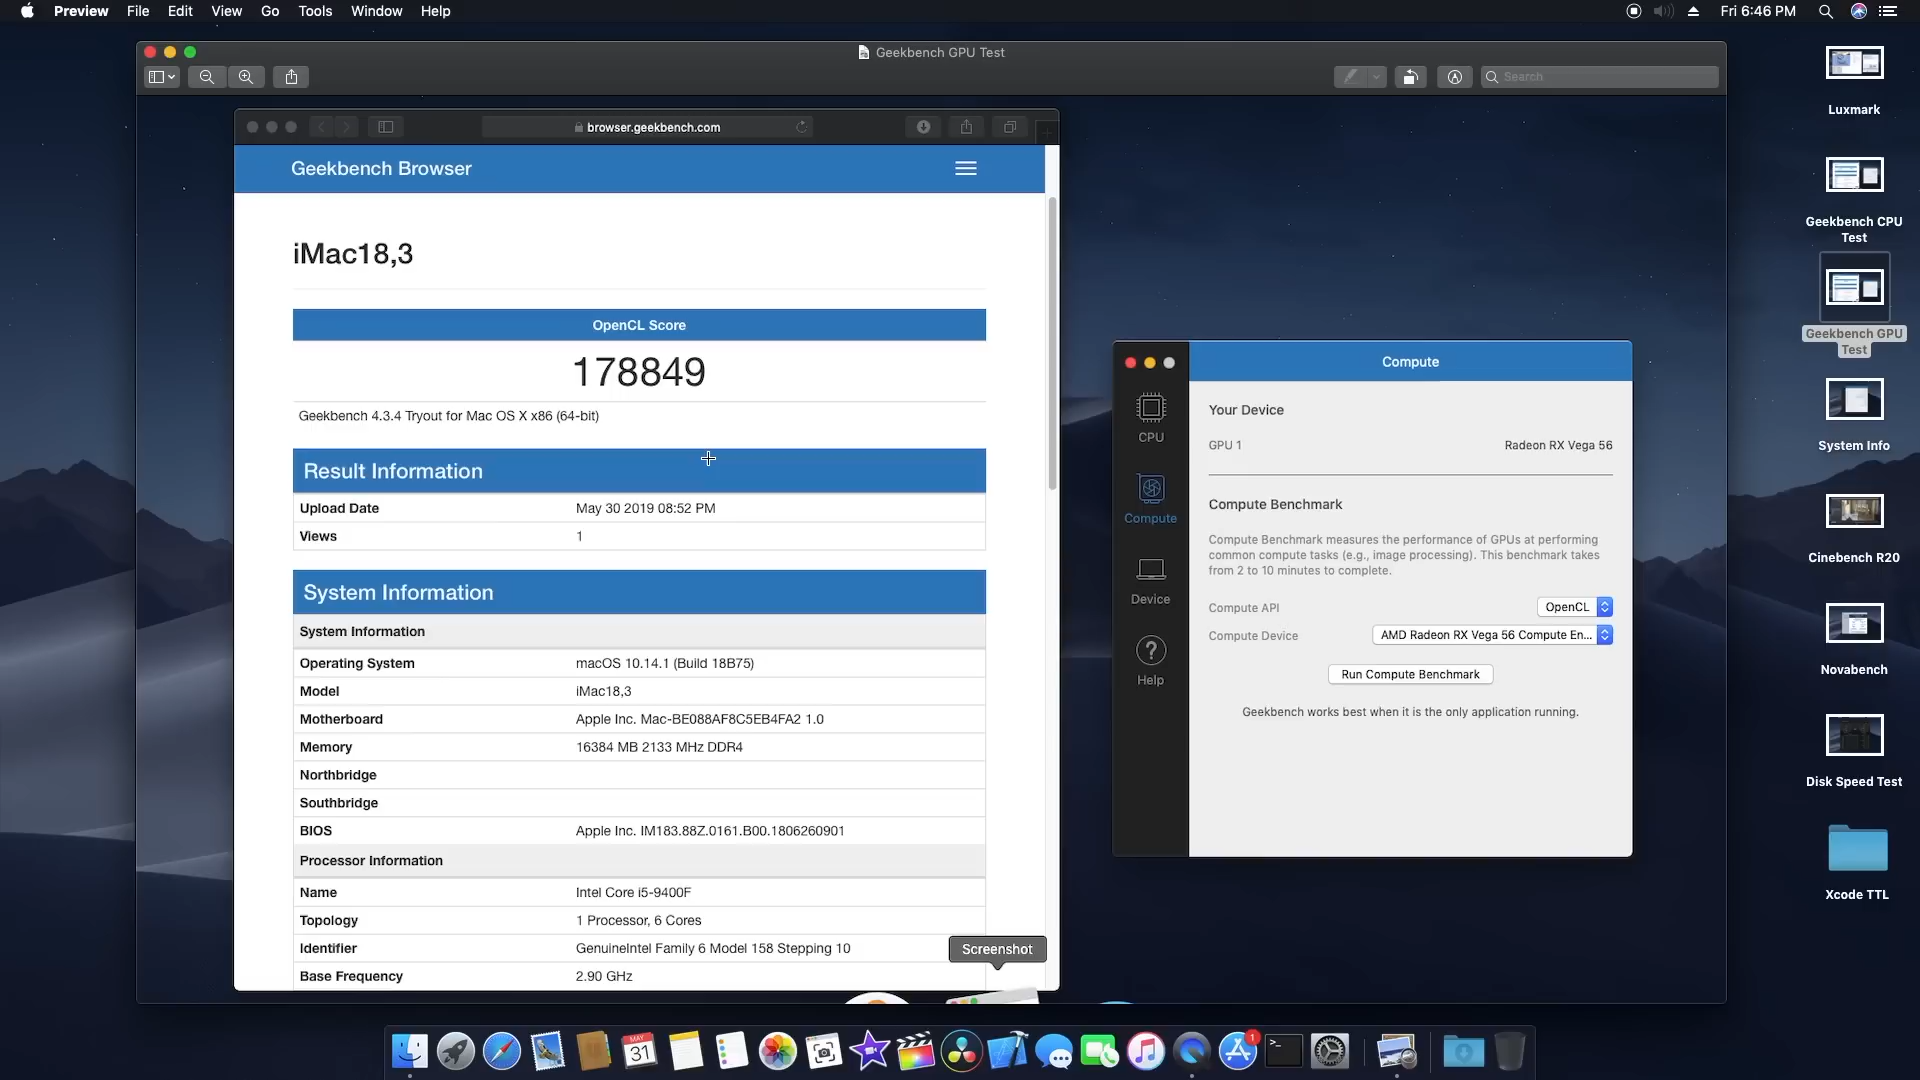 Preview File Edit View Go Tools Window Help
Fri 6:46 PM
Geekbench GPU Test
Search
browser.geekbench.com
Geekbench Browser
iMac18,3
OpenCL Score
178849
Geekbench 4.3.4 Tryout for Mac OS X x86 (64-bit)
Result Information
Upload Date May 30 2019 08:52 PM
Views 1
System Information
System Information
Operating System macOS 10.14.1 (Build 18B75)
Model iMac18,3
Motherboard Apple Inc. Mac-BE088AF8C5EB4FA2 1.0
Memory 16384 MB 2133 MHz DDR4
Northbridge
Southbridge
BIOS Apple Inc. IM183.88Z.0161.B00.1806260901
Processor Information
Name Intel Core i5-9400F
Topology 1 Processor, 6 Cores
Identifier GenuineIntel Family 6 Model 158 Stepping 10
Base Frequency 2.90 GHz
Screenshot
Compute
CPU
Compute
Device
Help
Your Device
GPU 1 Radeon RX Vega 56
Compute Benchmark
Compute Benchmark measures the performance of GPUs at performing
common compute tasks (e.g., image processing). This benchmark takes
from 2 to 10 minutes to complete.
Compute API OpenCL
Compute Device AMD Radeon RX Vega 56 Compute En...
Run Compute Benchmark
Geekbench works best when it is the only application running.
Luxmark
Geekbench CPU
Test
Geekbench GPU
Test
System Info
Cinebench R20
Novabench
Disk Speed Test
Xcode TTL
MAY
31
1